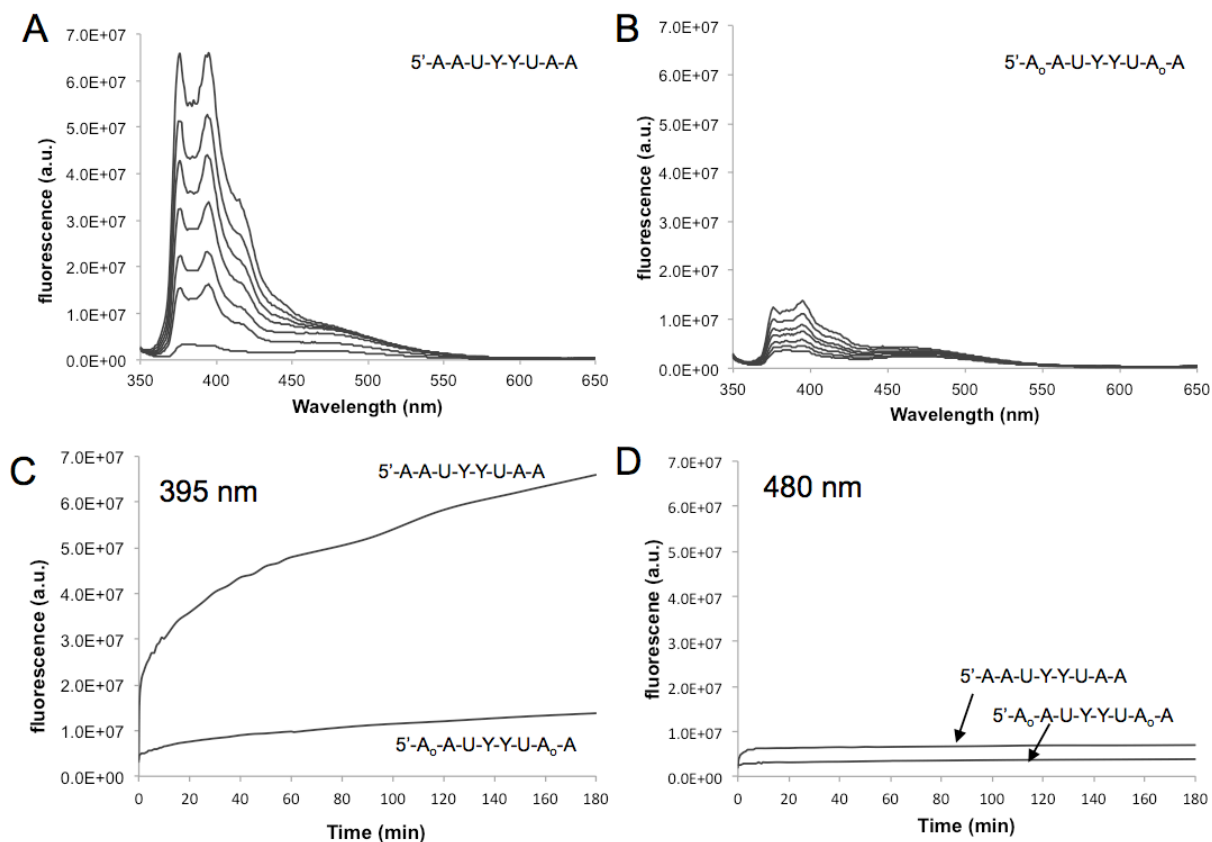 A
5'-A-A-U-Y-Y-U-A-A
7.0E+07
6.0E+07
5.0E+07
4.0E+07
3.0E+07
2.0E+07
1.0E+07
0.0E+00
fluorescence (a.u.)
350 400 450 500 550 600 650
Wavelength (nm)
B
5'-Aₒ-A-U-Y-Y-U-Aₒ-A
7.0E+07
6.0E+07
5.0E+07
4.0E+07
3.0E+07
2.0E+07
1.0E+07
0.0E+00
fluorescence (a.u.)
350 400 450 500 550 600 650
Wavelength (nm)
C
395 nm
5'-A-A-U-Y-Y-U-A-A
7.0E+07
6.0E+07
5.0E+07
4.0E+07
3.0E+07
2.0E+07
1.0E+07
0.0E+00
fluorescence (a.u.)
5'-Aₒ-A-U-Y-Y-U-Aₒ-A
0 20 40 60 80 100 120 140 160 180
Time (min)
D
480 nm
7.0E+07
6.0E+07
5.0E+07
4.0E+07
3.0E+07
2.0E+07
1.0E+07
0.0E+00
fluorescene (a.u.)
5'-A-A-U-Y-Y-U-A-A
5'-Aₒ-A-U-Y-Y-U-Aₒ-A
0 20 40 60 80 100 120 140 160 180
Time (min)